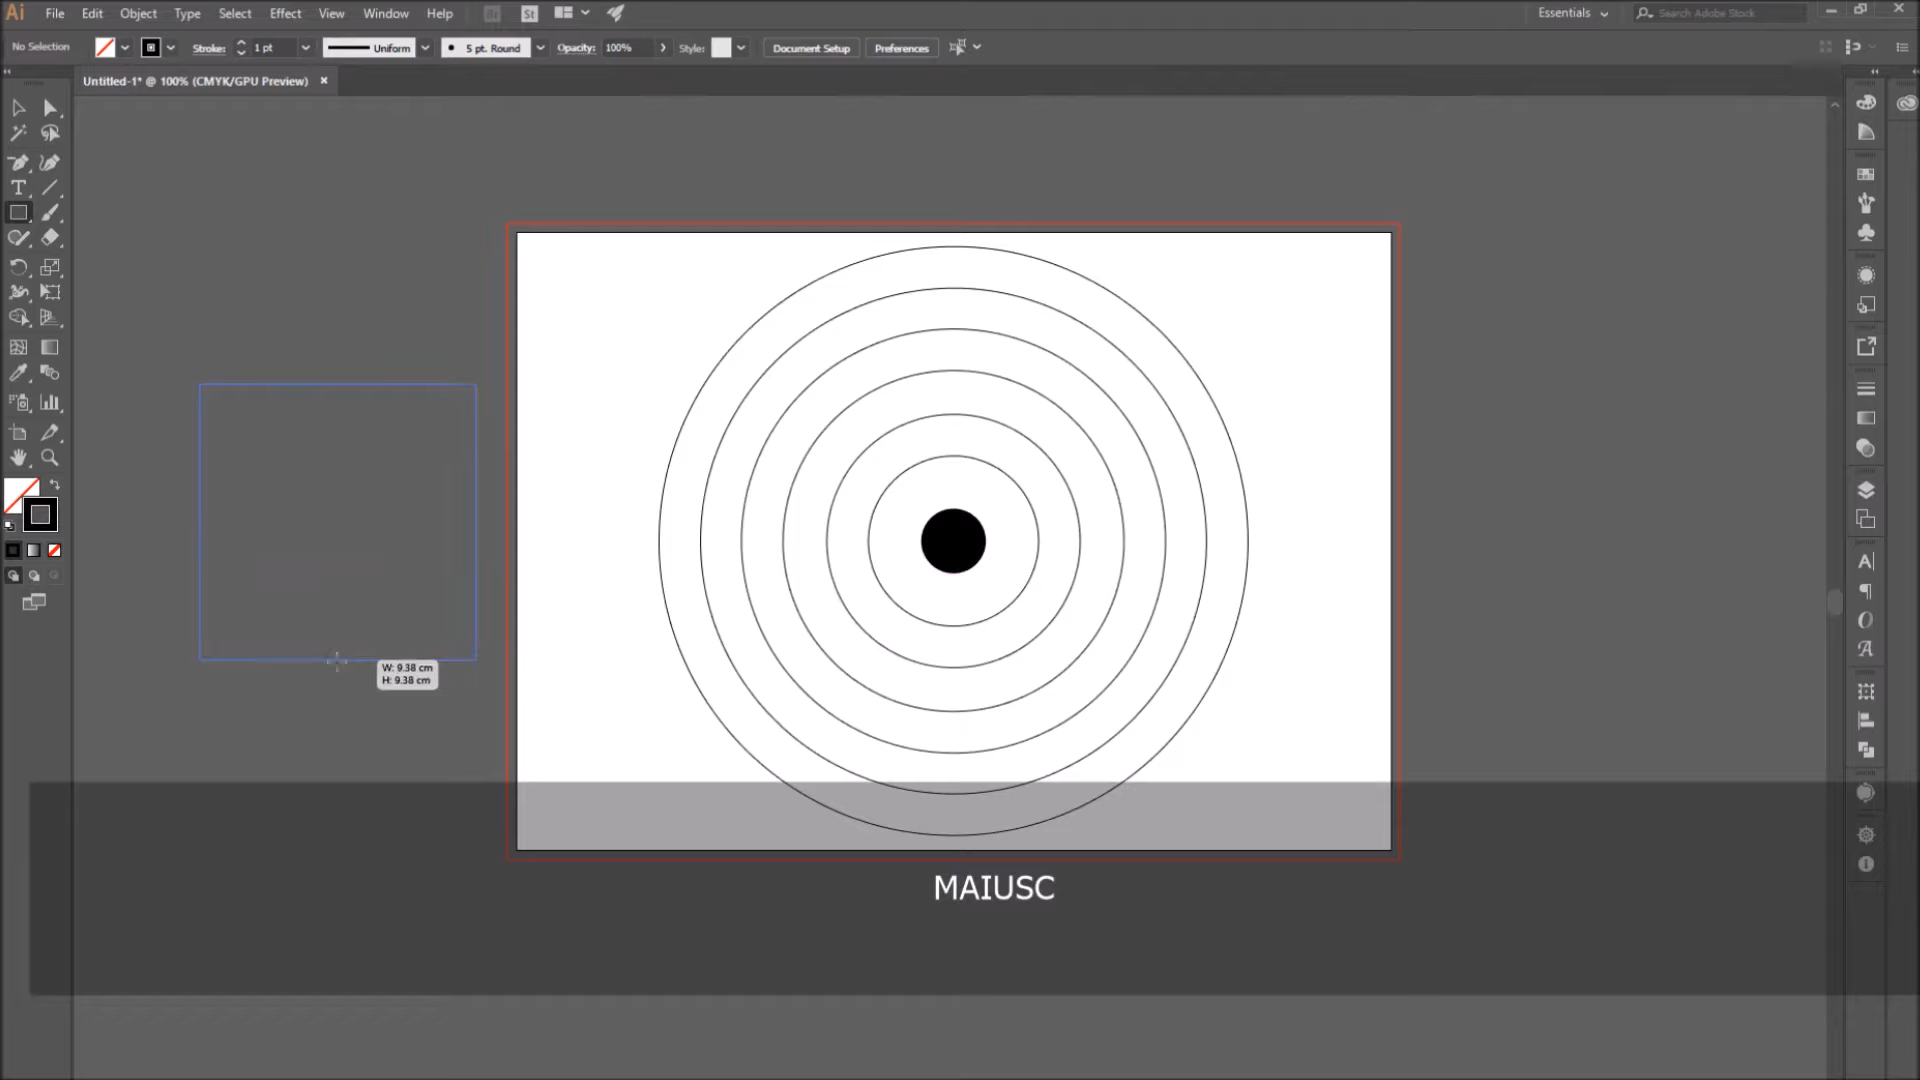 Ai File Edit Object Type Select Effect View Window Help Br St Essentials Search Adobe Stock
No Selection Stroke: 1 pt Uniform 5 pt. Round Opacity: 100% Style: Document Setup Preferences
Untitled-1* @ 100% (CMYK/GPU Preview)
W: 9.38 cm
H: 9.38 cm
MAIUSC